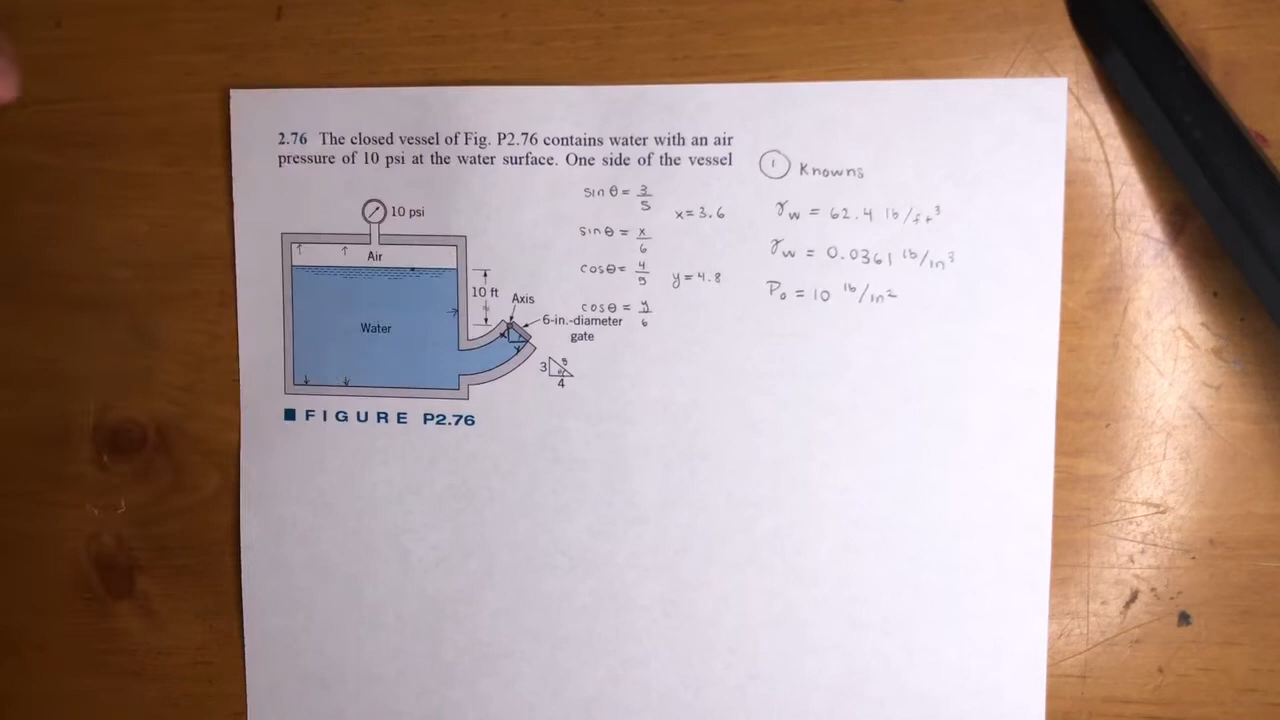 2.76 The closed vessel of Fig. P2.76 contains water with an air
pressure of 10 psi at the water surface. One side of the vessel
10 psi
Air
Water
10 ft
Axis
6-in.-diameter
gate
x
y
3
5
θ
4
FIGURE P2.76
sin θ = 3/5
x = 3.6
sin θ = x/6
cos θ = 4/5
y = 4.8
cos θ = y/6
1 Knowns
γw = 62.4 lb/ft³
γw = 0.0361 lb/in³
P₀ = 10 lb/in²